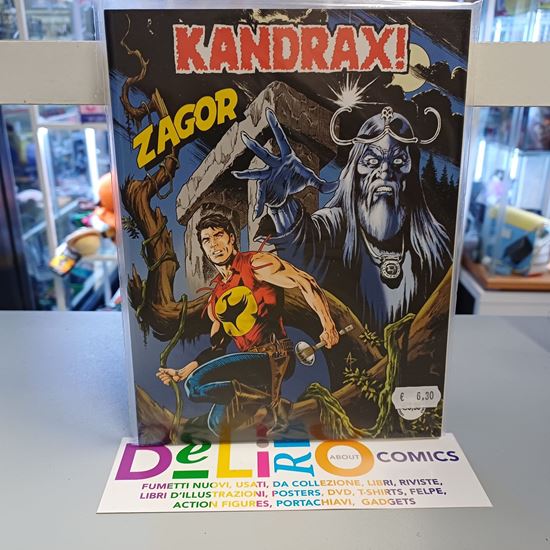 KANDRAX!
ZAGOR
€ 6,30
DeLiRiO ABOUT COMICS
FUMETTI NUOVI, USATI, DA COLLEZIONE, LIBRI, RIVISTE,
LIBRI D'ILLUSTRAZIONI, POSTERS, DVD, T-SHIRTS, FELPE,
ACTION FIGURES, PORTACHIAVI, GADGETS